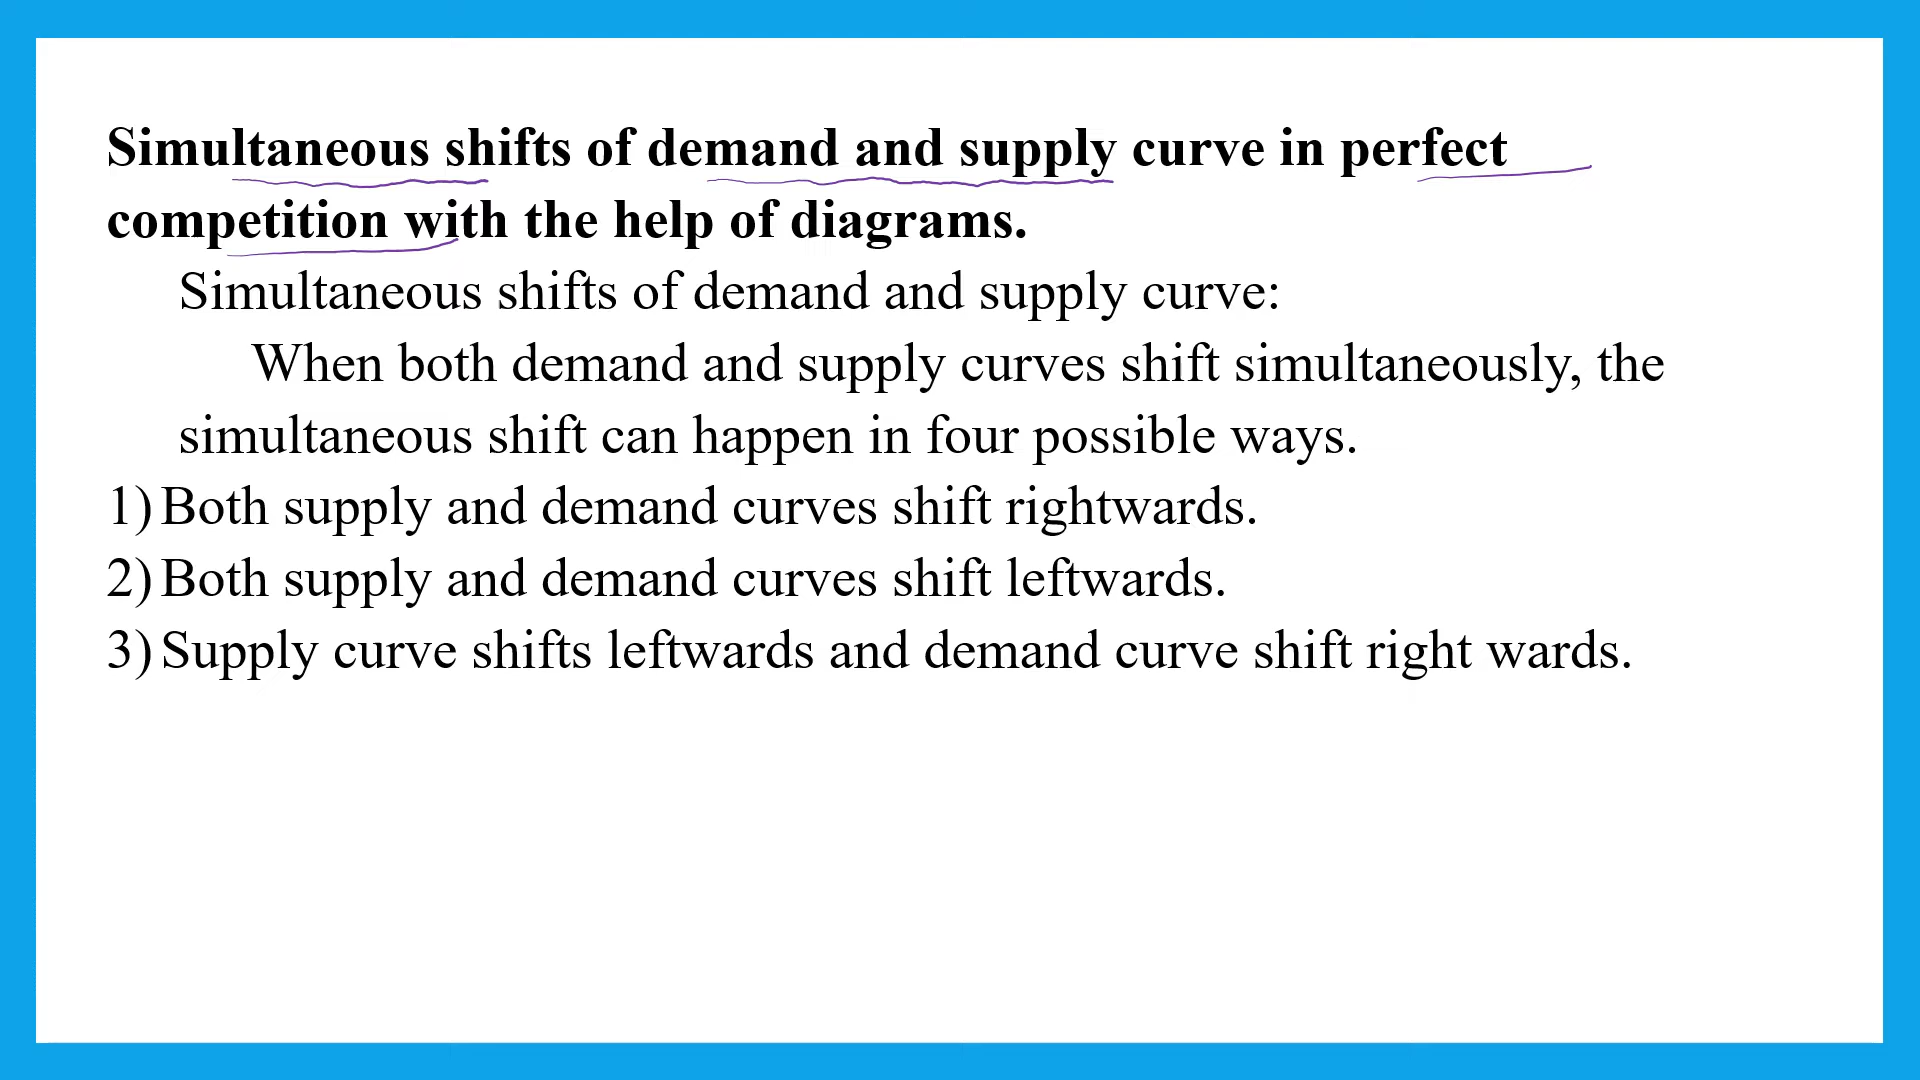 Simultaneous shifts of demand and supply curve in perfect
competition with the help of diagrams.
Simultaneous shifts of demand and supply curve:
When both demand and supply curves shift simultaneously, the
simultaneous shift can happen in four possible ways.
1) Both supply and demand curves shift rightwards.
2) Both supply and demand curves shift leftwards.
3) Supply curve shifts leftwards and demand curve shift right wards.